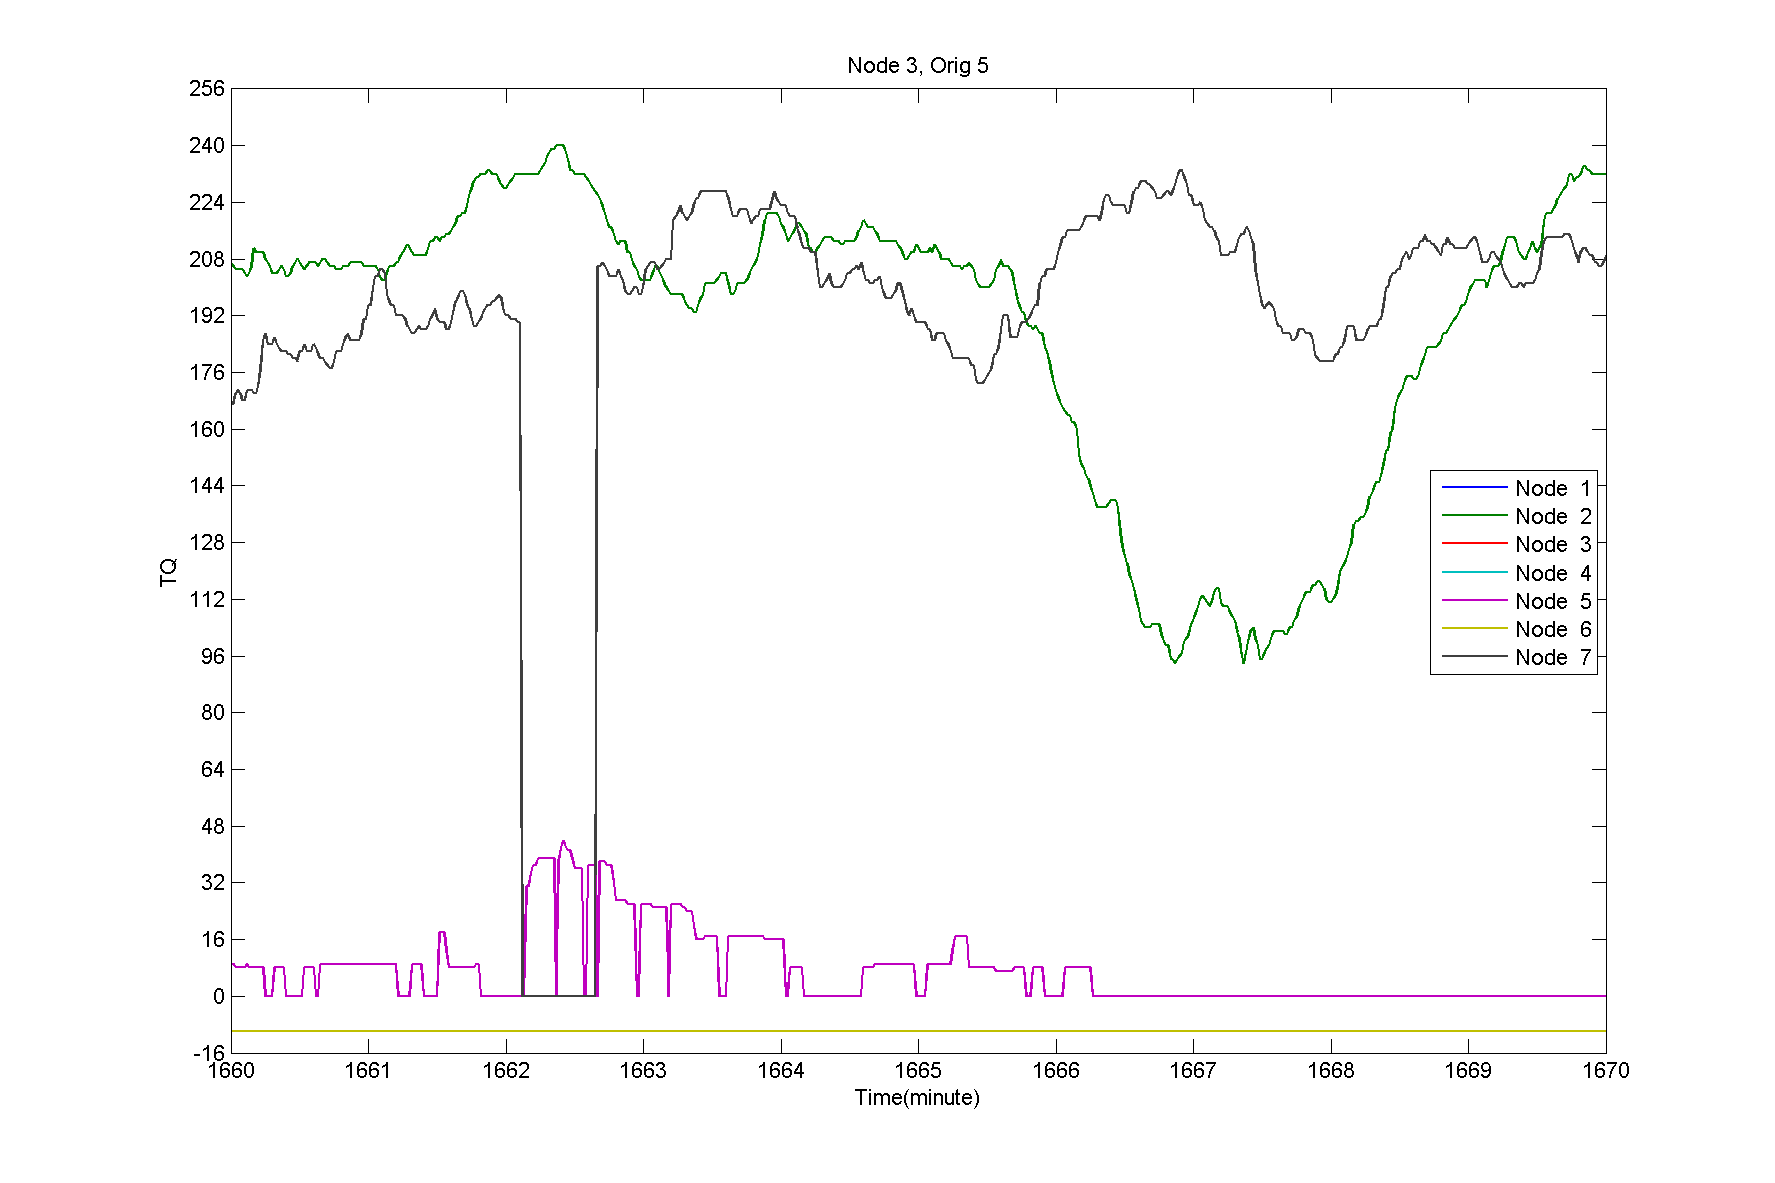 Node 3, Orig 5
256
240
224
208
192
176
160
144
128
112
96
80
64
48
32
16
0
-16
TQ
Node 1
Node 2
Node 3
Node 4
Node 5
Node 6
Node 7
1660 1661 1662 1663 1664 1665 1666 1667 1668 1669 1670
Time(minute)